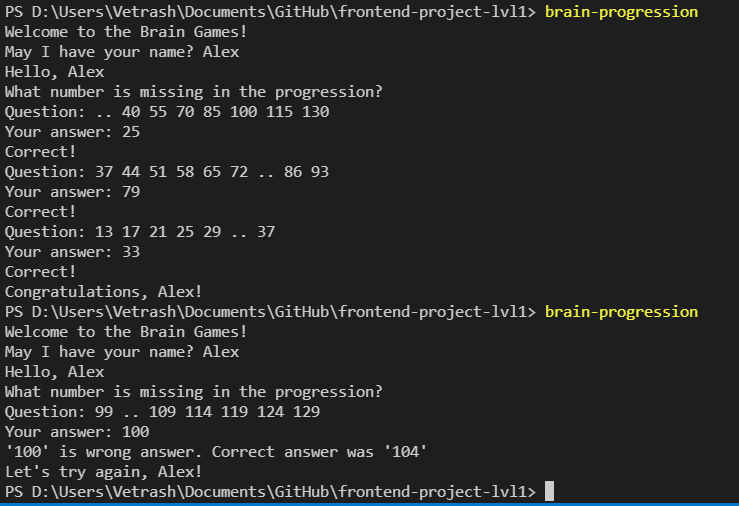 PS D:\Users\Vetrash\Documents\GitHub\frontend-project-lvl1> brain-progression
Welcome to the Brain Games!
May I have your name? Alex
Hello, Alex
What number is missing in the progression?
Question: .. 40 55 70 85 100 115 130
Your answer: 25
Correct!
Question: 37 44 51 58 65 72 .. 86 93
Your answer: 79
Correct!
Question: 13 17 21 25 29 .. 37
Your answer: 33
Correct!
Congratulations, Alex!
PS D:\Users\Vetrash\Documents\GitHub\frontend-project-lvl1> brain-progression
Welcome to the Brain Games!
May I have your name? Alex
Hello, Alex
What number is missing in the progression?
Question: 99 .. 109 114 119 124 129
Your answer: 100
'100' is wrong answer. Correct answer was '104'
Let's try again, Alex!
PS D:\Users\Vetrash\Documents\GitHub\frontend-project-lvl1>